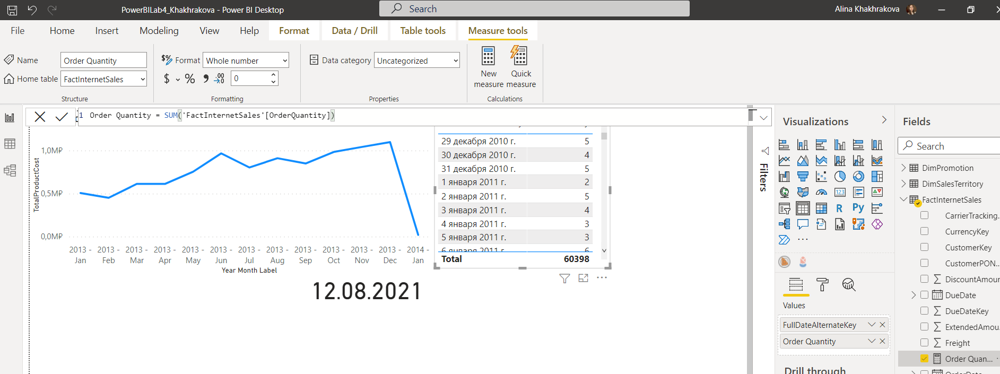 PowerBILab4_Khakhrakova - Power BI Desktop
Search
Alina Khakhrakova
File
Home
Insert
Modeling
View
Help
Format
Data / Drill
Table tools
Measure tools
Name
Order Quantity
Home table
FactInternetSales
Structure
Format
Whole number
$ % 9 .00 →.0
0
Formatting
Data category
Uncategorized
Properties
New measure
Quick measure
Calculations
1 Order Quantity = SUM('FactInternetSales'[OrderQuantity])
TotalProductCost
1,0M₽
0,5M₽
0,0M₽
2013 - Jan
2013 - Feb
2013 - Mar
2013 - Apr
2013 - May
2013 - Jun
2013 - Jul
2013 - Aug
2013 - Sep
2013 - Oct
2013 - Nov
2013 - Dec
2014 - Jan
Year Month Label
12.08.2021
29 декабря 2010 г. 5
30 декабря 2010 г. 4
31 декабря 2010 г. 5
1 января 2011 г. 2
2 января 2011 г. 5
3 января 2011 г. 4
4 января 2011 г. 3
5 января 2011 г. 3
6 января 2011 г. 6
Total 60398
Filters
Visualizations
123
R
Py
Values
FullDateAlternateKey
Order Quantity
Drill through
Fields
Search
DimPromotion
DimSalesTerritory
FactInternetSales
CarrierTracking...
CurrencyKey
CustomerKey
CustomerPON...
DiscountAmour
DueDate
DueDateKey
ExtendedAmou...
Freight
Order Quan...
OrderDate